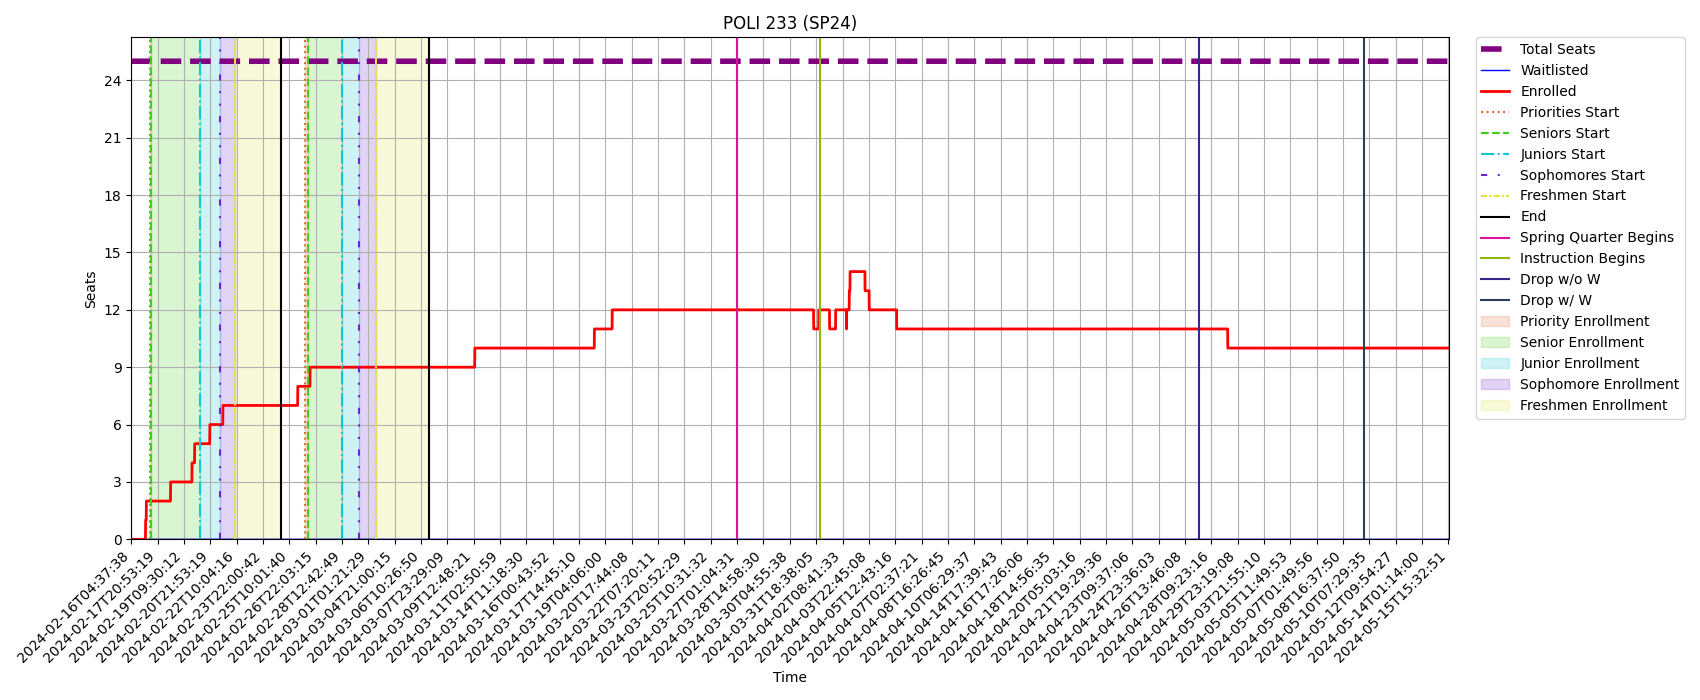 POLI 233 (SP24)
Seats
24
21
18
15
12
9
6
3
0
2024-02-16T04:37:38
2024-02-17T20:53:19
2024-02-19T09:30:12
2024-02-20T21:53:19
2024-02-22T10:04:16
2024-02-23T22:00:42
2024-02-25T10:01:40
2024-02-26T22:03:15
2024-02-28T12:42:49
2024-03-01T01:21:29
2024-03-04T21:00:15
2024-03-06T10:26:50
2024-03-07T23:29:09
2024-03-09T12:48:21
2024-03-11T02:50:59
2024-03-14T11:18:30
2024-03-16T00:43:52
2024-03-17T14:45:10
2024-03-19T04:06:00
2024-03-20T17:44:08
2024-03-22T07:20:11
2024-03-23T20:52:29
2024-03-25T10:31:32
2024-03-27T01:04:31
2024-03-28T14:58:30
2024-03-30T04:55:38
2024-03-31T18:38:05
2024-04-02T08:41:33
2024-04-03T22:45:08
2024-04-05T12:43:16
2024-04-07T02:37:21
2024-04-08T16:26:45
2024-04-10T06:29:37
2024-04-14T17:39:43
2024-04-16T17:26:06
2024-04-18T14:56:35
2024-04-20T05:03:16
2024-04-21T19:29:36
2024-04-23T09:37:06
2024-04-24T23:36:03
2024-04-26T13:46:08
2024-04-28T09:23:16
2024-04-29T23:19:08
2024-05-03T21:55:10
2024-05-05T11:49:53
2024-05-07T01:49:56
2024-05-08T16:37:50
2024-05-10T07:29:35
2024-05-12T09:54:27
2024-05-14T01:14:00
2024-05-15T15:32:51
Time
Total Seats
Waitlisted
Enrolled
Priorities Start
Seniors Start
Juniors Start
Sophomores Start
Freshmen Start
End
Spring Quarter Begins
Instruction Begins
Drop w/o W
Drop w/ W
Priority Enrollment
Senior Enrollment
Junior Enrollment
Sophomore Enrollment
Freshmen Enrollment